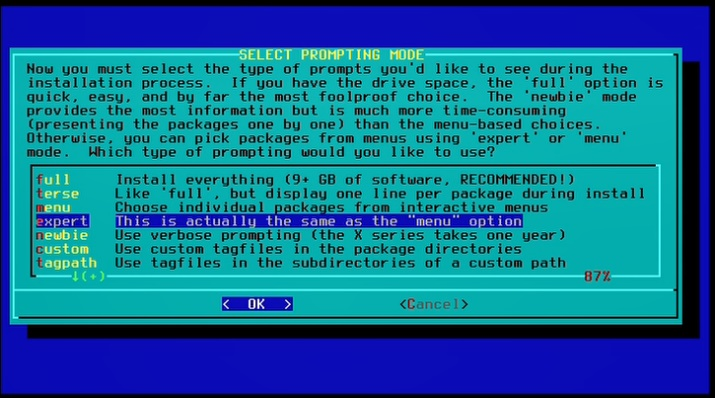 SELECT PROMPTING MODE
Now you must select the type of prompts you'd like to see during the
installation process.  If you have the drive space, the 'full' option is
quick, easy, and by far the most foolproof choice.  The 'newbie' mode
provides the most information but is much more time-consuming
(presenting the packages one by one) than the menu-based choices.
Otherwise, you can pick packages from menus using 'expert' or 'menu'
mode.  Which type of prompting would you like to use?
full Install everything (9+ GB of software, RECOMMENDED!)
terse Like 'full', but display one line per package during install
menu Choose individual packages from interactive menus
expert This is actually the same as the "menu" option
newbie Use verbose prompting (the X series takes one year)
custom Use custom tagfiles in the package directories
tagpath Use tagfiles in the subdirectories of a custom path
↓(+) 87%
< OK > <Cancel>